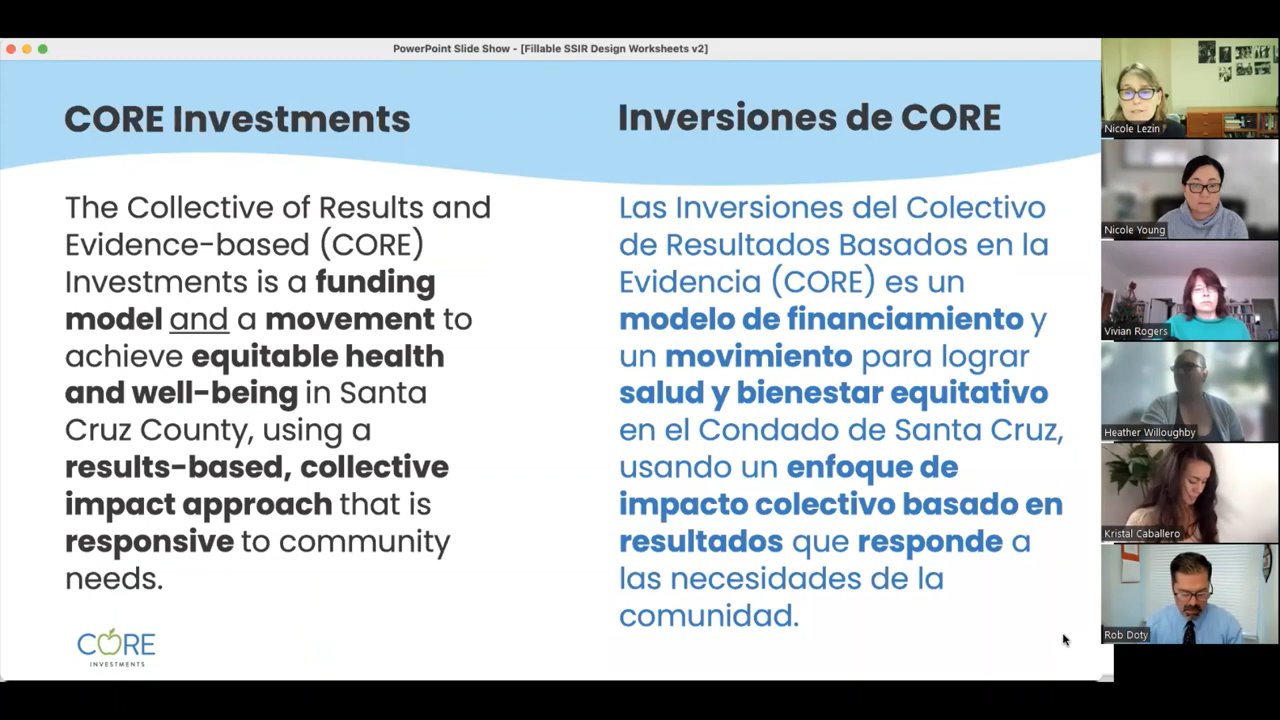 PowerPoint Slide Show - [Fillable SSIR Design Worksheets v2]
CORE Investments
The Collective of Results and
Evidence-based (CORE)
Investments is a funding
model and a movement to
achieve equitable health
and well-being in Santa
Cruz County, using a
results-based, collective
impact approach that is
responsive to community
needs.
CORE
INVESTMENTS
Inversiones de CORE
Las Inversiones del Colectivo
de Resultados Basados en la
Evidencia (CORE) es un
modelo de financiamiento y
un movimiento para lograr
salud y bienestar equitativo
en el Condado de Santa Cruz,
usando un enfoque de
impacto colectivo basado en
resultados que responde a
las necesidades de la
comunidad.
Nicole Lezin
Nicole Young
Vivian Rogers
Heather Willoughby
Kristal Caballero
Rob Doty